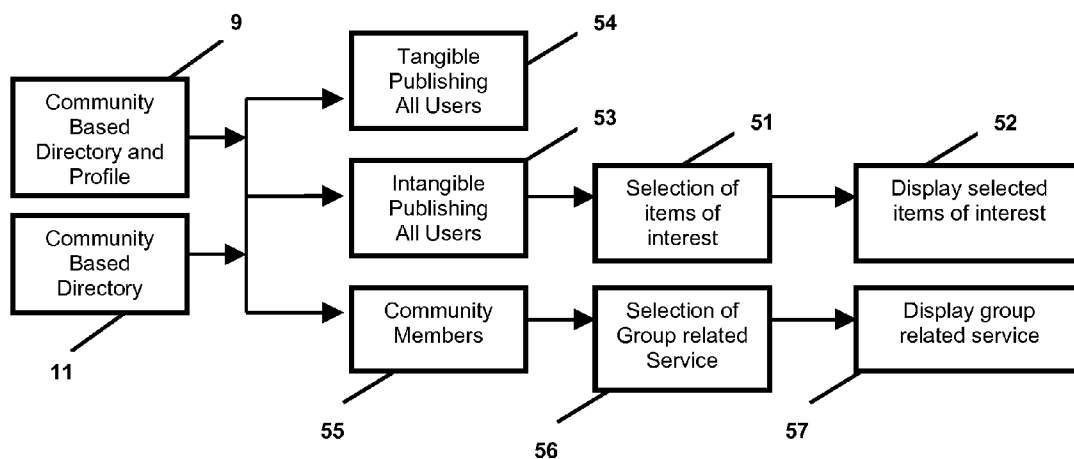 9
54
Community
Based
Directory and
Profile
Tangible
Publishing
All Users
53
51
52
Intangible
Publishing
All Users
Selection of
items of
interest
Display selected
items of interest
Community
Based
Directory
11
Community
Members
Selection of
Group related
Service
Display group
related service
55
56
57